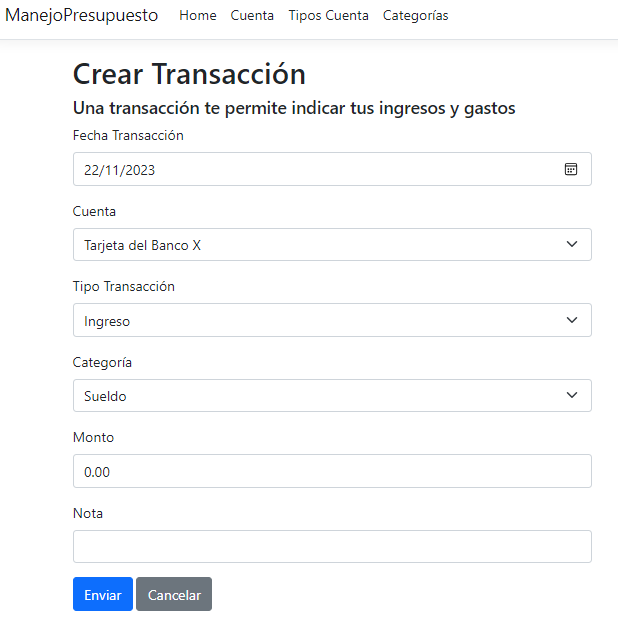 ManejoPresupuesto Home Cuenta Tipos Cuenta Categorías
Crear Transacción
Una transacción te permite indicar tus ingresos y gastos
Fecha Transacción
22/11/2023
Cuenta
Tarjeta del Banco X
Tipo Transacción
Ingreso
Categoría
Sueldo
Monto
0.00
Nota
Enviar Cancelar